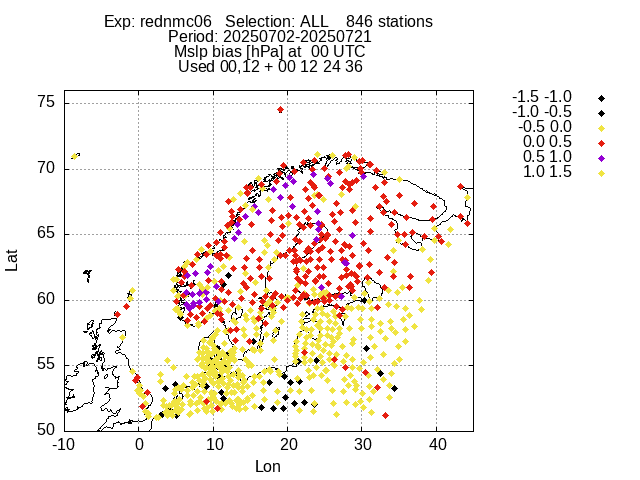 Exp: rednmc06   Selection: ALL    846 stations
Period: 20250702-20250721
Mslp bias [hPa] at  00 UTC
Used 00,12 + 00 12 24 36
-1.5 -1.0
-1.0 -0.5
-0.5 0.0
0.0 0.5
0.5 1.0
1.0 1.5
75
70
65
60
55
50
Lat
-10 0 10 20 30 40
Lon